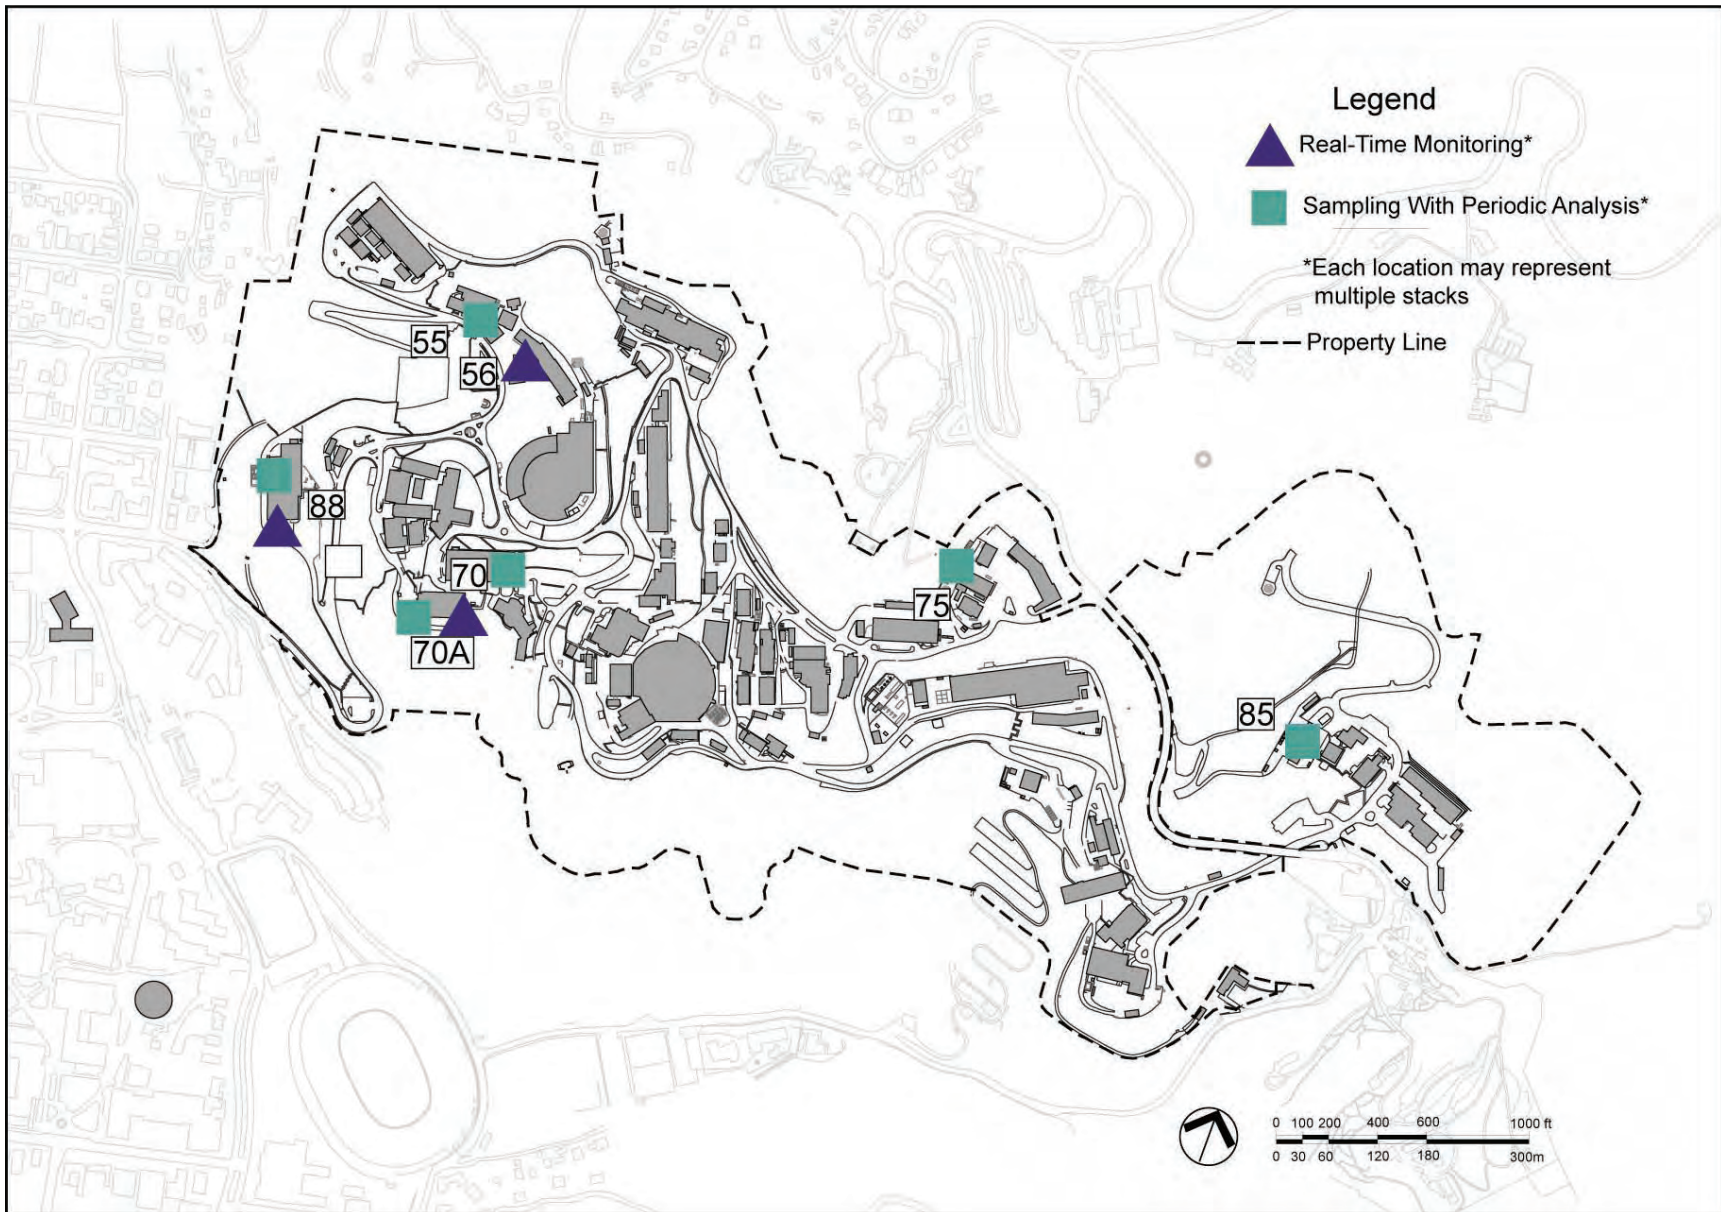 Legend
Real-Time Monitoring*
Sampling With Periodic Analysis*
*Each location may represent
multiple stacks
Property Line
55
56
88
70
70A
75
85
0 100 200 400 600 1000 ft
0 30 60 120 180 300m